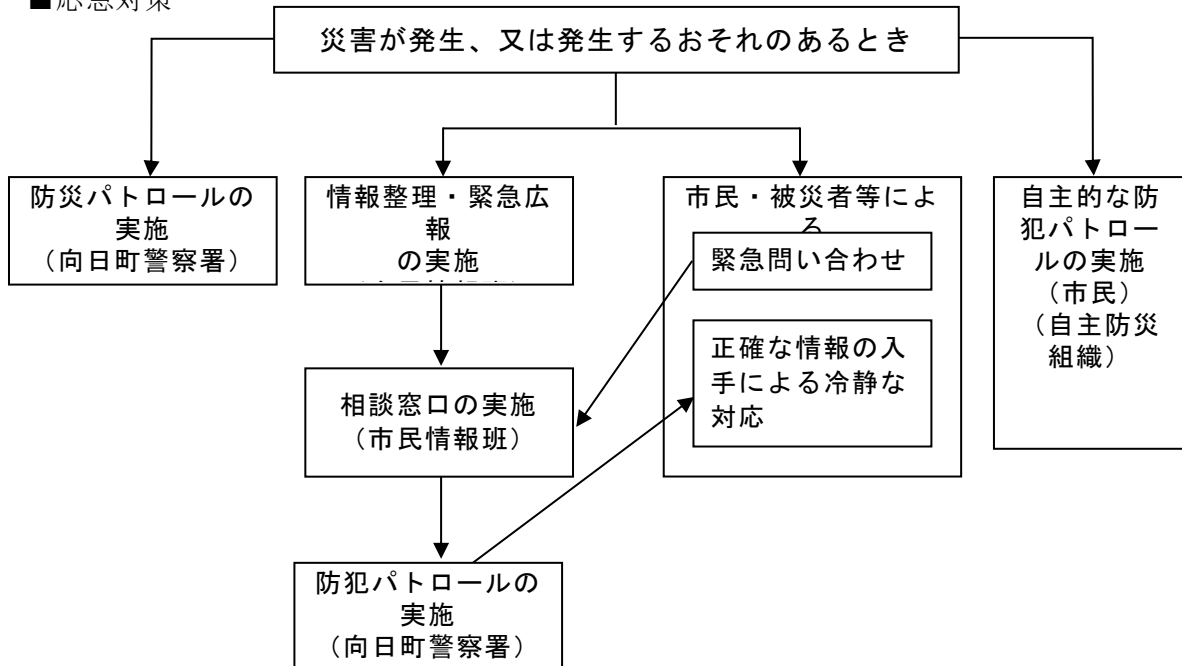 ■応急対策
災害が発生、又は発生するおそれのあるとき
防災パトロールの
実施
（向日町警察署）
情報整理・緊急広
報
の実施
市民・被災者等によ
る
緊急問い合わせ
正確な情報の入
手による冷静な
対応
自主的な防
犯パトロー
ルの実施
（市民）
（自主防災
組織）
相談窓口の実施
（市民情報班）
防犯パトロールの
実施
（向日町警察署）